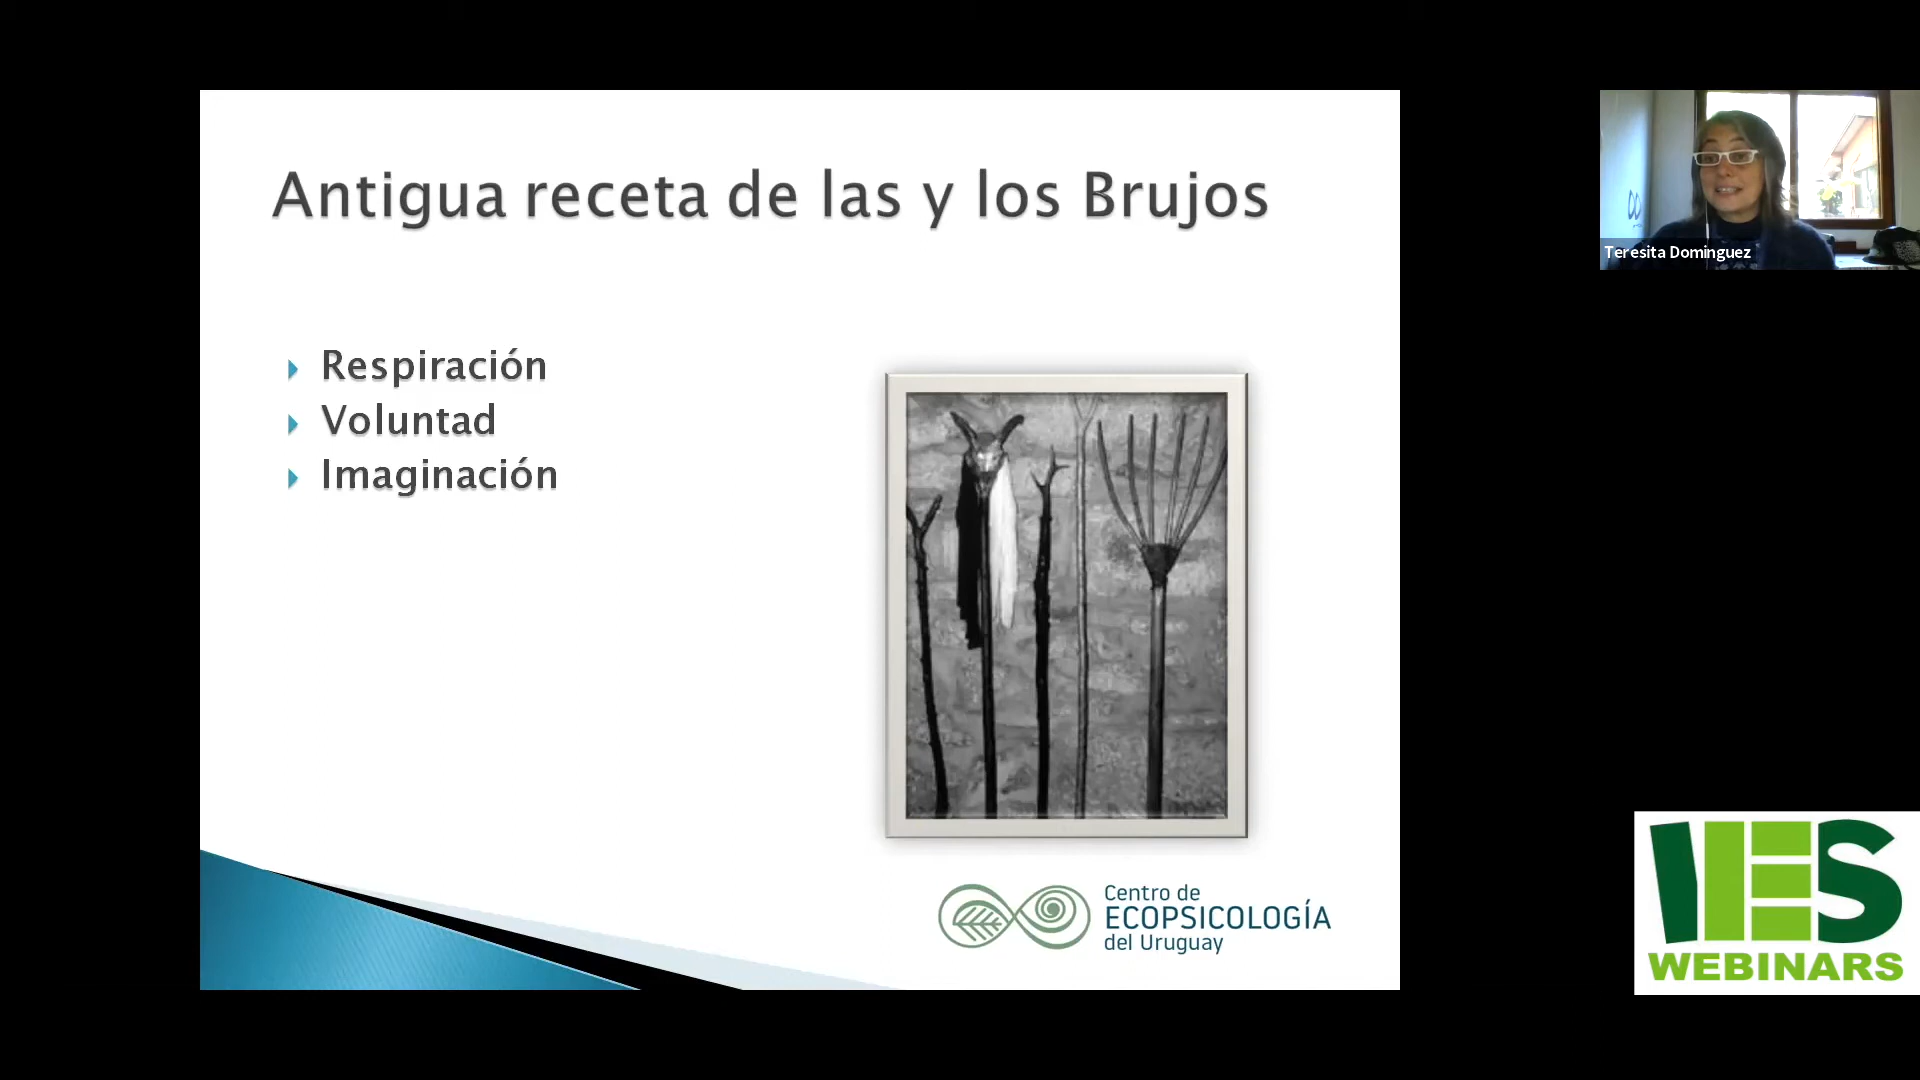 Antigua receta de las y los Brujos
Respiración
Voluntad
Imaginación
Centro de
ECOPSICOLOGÍA
del Uruguay
Teresita Dominguez
IES
WEBINARS